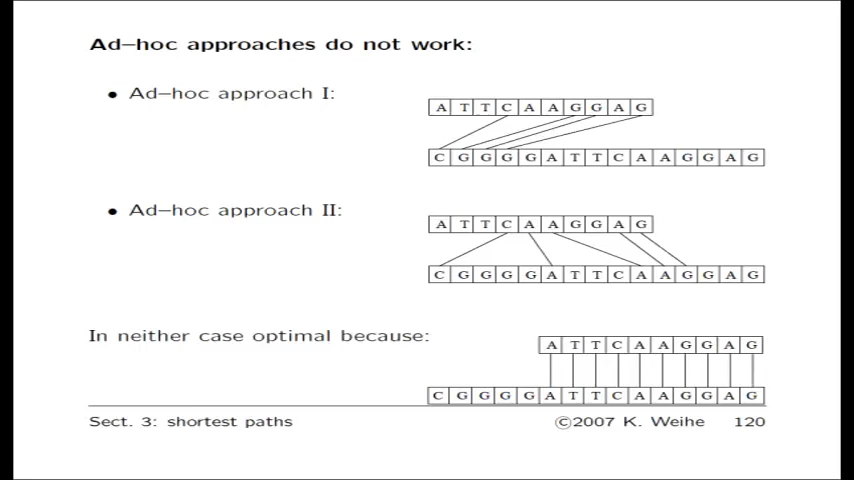 Ad–hoc approaches do not work:
• Ad–hoc approach I:
A T T C A A G G A G
C G G G G A T T C A A G G A G
• Ad–hoc approach II:
A T T C A A G G A G
C G G G G A T T C A A G G A G
In neither case optimal because:
A T T C A A G G A G
C G G G G A T T C A A G G A G
Sect. 3: shortest paths ©2007 K. Weihe 120